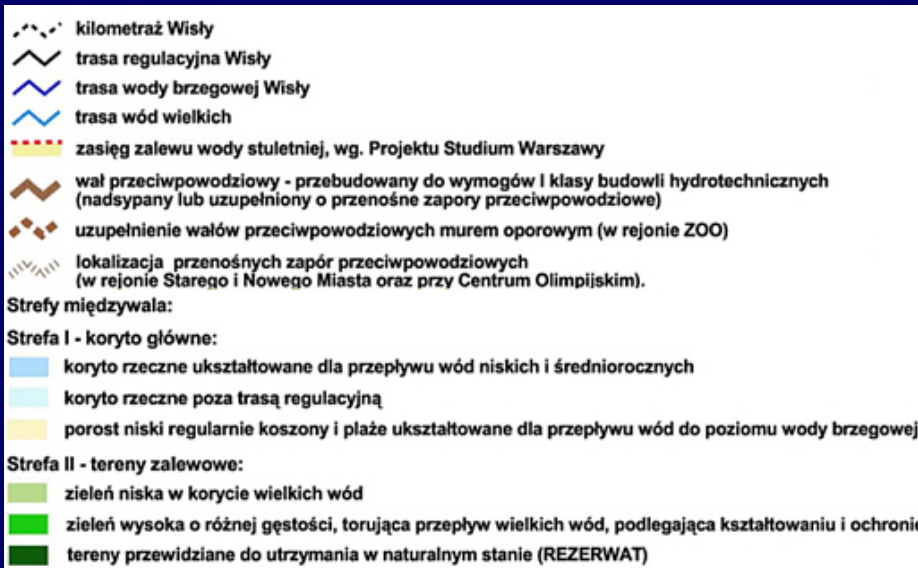 kilometraż Wisły
trasa regulacyjna Wisły
trasa wody brzegowej Wisły
trasa wód wielkich
zasięg zalewu wody stuletniej, wg. Projektu Studium Warszawy
wał przeciwpowodziowy - przebudowany do wymogów I klasy budowli hydrotechnicznych
(nadsypany lub uzupełniony o przenośne zapory przeciwpowodziowe)
uzupełnienie wałów przeciwpowodziowych murem oporowym (w rejonie ZOO)
lokalizacja przenośnych zapór przeciwpowodziowych
(w rejonie Starego i Nowego Miasta oraz przy Centrum Olimpijskim).
Strefy międzywala:
Strefa I - koryto główne:
koryto rzeczne ukształtowane dla przepływu wód niskich i średniorocznych
koryto rzeczne poza trasą regulacyjną
porost niski regularnie koszony i plaże ukształtowane dla przepływu wód do poziomu wody brzegowej
Strefa II - tereny zalewowe:
zieleń niska w korycie wielkich wód
zieleń wysoka o różnej gęstości, torująca przepływ wielkich wód, podlegająca kształtowaniu i ochronie
tereny przewidziane do utrzymania w naturalnym stanie (REZERWAT)